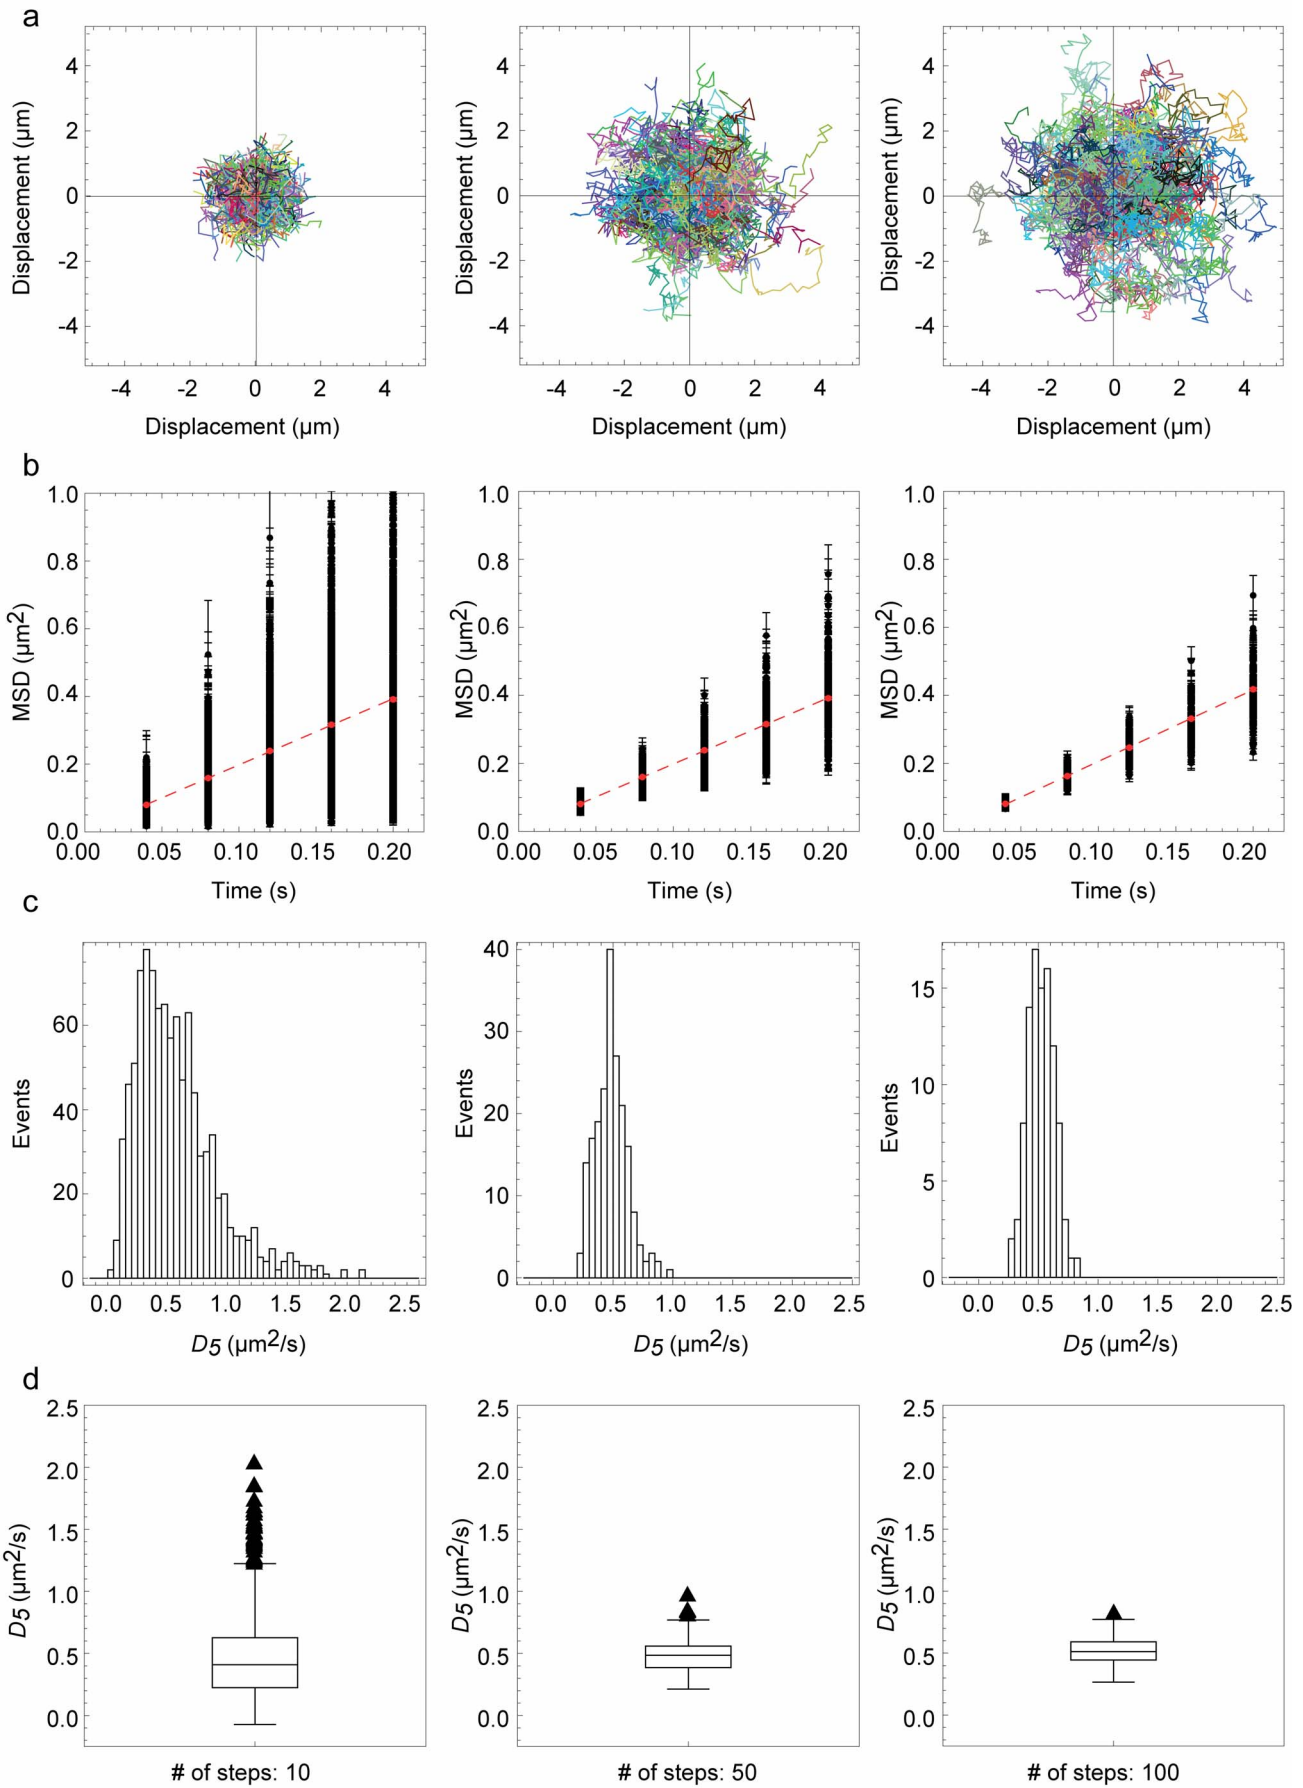 a
4
2
0
-2
-4
Displacement (µm)
-4 -2 0 2 4
Displacement (µm)
4
2
0
-2
-4
Displacement (µm)
-4 -2 0 2 4
Displacement (µm)
4
2
0
-2
-4
Displacement (µm)
-4 -2 0 2 4
Displacement (µm)
b
1.0
0.8
0.6
0.4
0.2
0.0
MSD (µm2)
0.00 0.05 0.10 0.15 0.20
Time (s)
1.0
0.8
0.6
0.4
0.2
0.0
MSD (µm2)
0.00 0.05 0.10 0.15 0.20
Time (s)
1.0
0.8
0.6
0.4
0.2
0.0
MSD (µm2)
0.00 0.05 0.10 0.15 0.20
Time (s)
c
60
40
20
0
Events
0.0 0.5 1.0 1.5 2.0 2.5
D5 (µm2/s)
40
30
20
10
0
Events
0.0 0.5 1.0 1.5 2.0 2.5
D5 (µm2/s)
15
10
5
0
Events
0.0 0.5 1.0 1.5 2.0 2.5
D5 (µm2/s)
d
2.5
2.0
1.5
1.0
0.5
0.0
D5 (µm2/s)
# of steps: 10
2.5
2.0
1.5
1.0
0.5
0.0
D5 (µm2/s)
# of steps: 50
2.5
2.0
1.5
1.0
0.5
0.0
D5 (µm2/s)
# of steps: 100